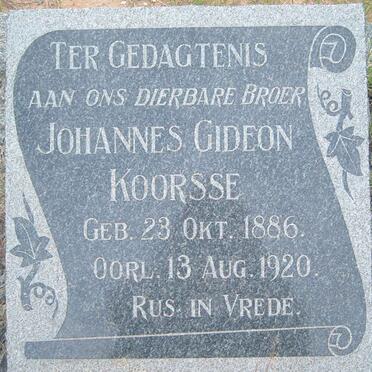 TER GEDAGTENIS
AAN ONS DIERBARE BROER
JOHANNES GIDEON
KOORSSE
GEB. 23 OKT. 1886.
OORL. 13 AUG. 1920.
RUS IN VREDE.